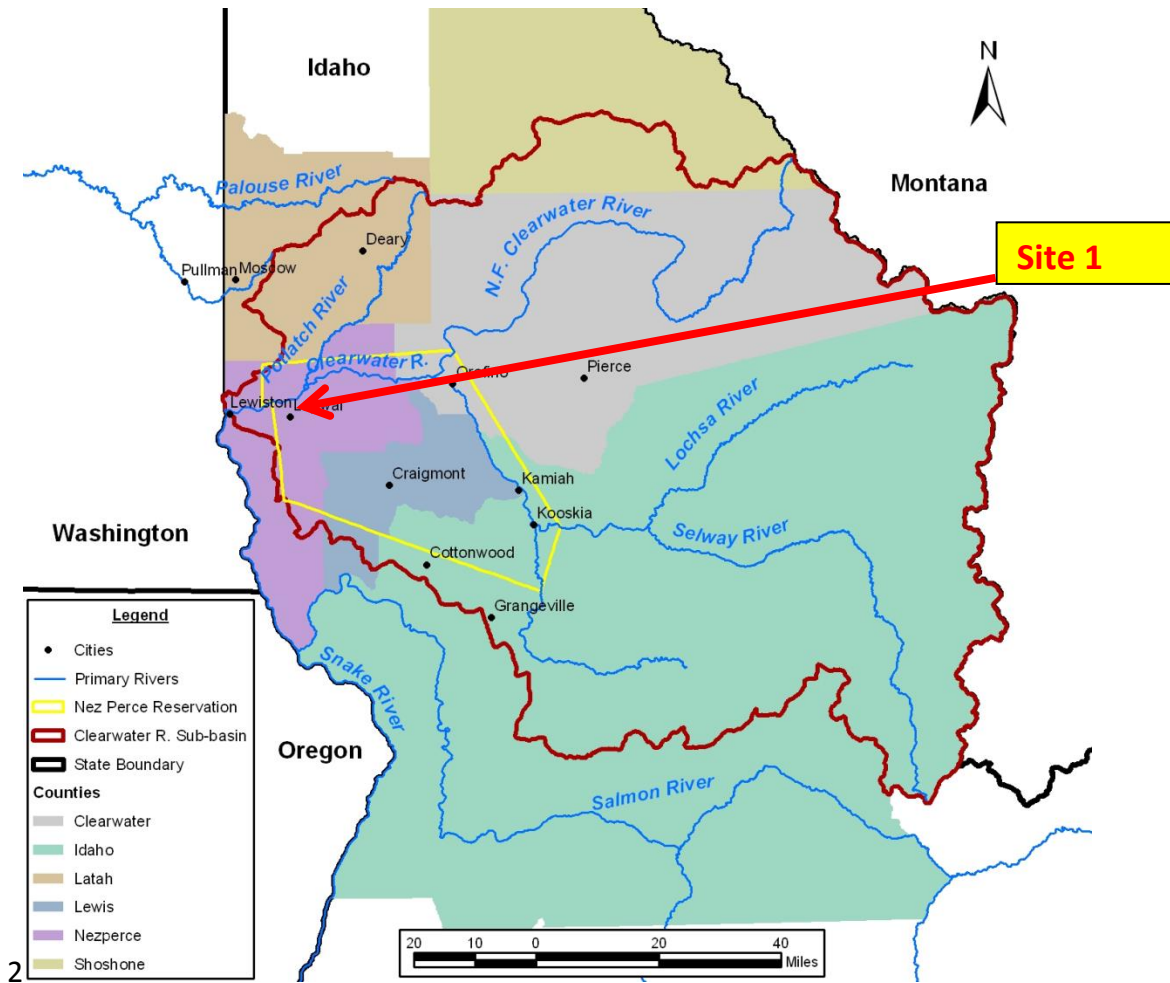 Idaho
N
Palouse River
Montana
N.F. Clearwater River
Deary
Site 1
Pullman
Moscow
Potlatch River
Clearwater R.
Orofino
Pierce
Lewiston
Lochsa River
Craigmont
Kamiah
Kooskia
Selway River
Washington
Cottonwood
Grangeville
Snake River
Oregon
Salmon River
Legend
Cities
Primary Rivers
Nez Perce Reservation
Clearwater R. Sub-basin
State Boundary
Counties
Clearwater
Idaho
Latah
Lewis
Nezperce
Shoshone
20 10 0 20 40
Miles
2